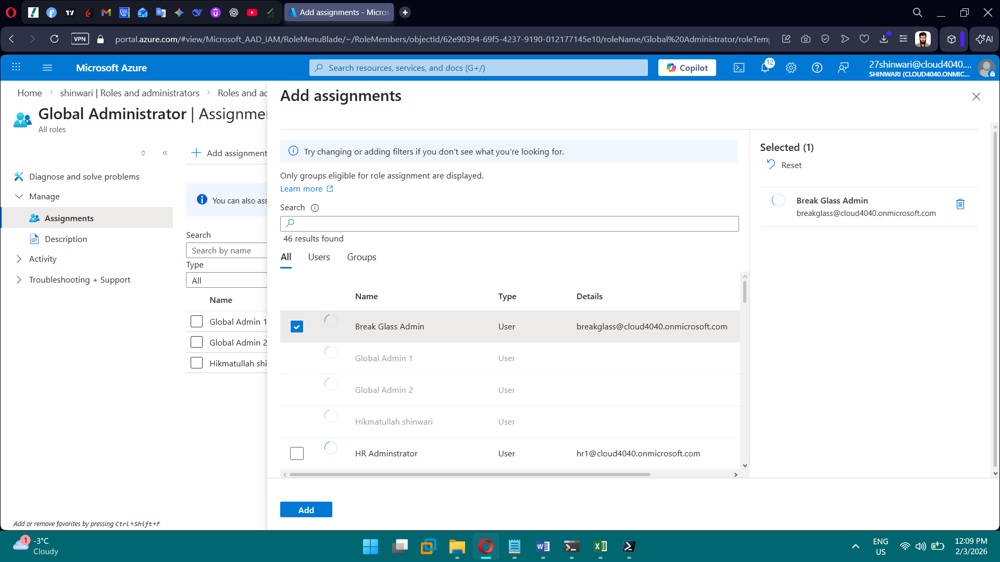 Add assignments - Micros
VPN
portal.azure.com/#view/Microsoft_AAD_IAM/RoleMenuBlade/~/RoleMembers/objectId/62e90394-69f5-4237-9190-012177145e10/roleName/Global%20Administrator/roleTem
AI
Microsoft Azure
Search resources, services, and docs (G+/)
Copilot
12
27shinwari@cloud4040....
SHINWARI (CLOUD4040.ONMIC...
Home > shinwari | Roles and administrators > Roles and ad
Global Administrator | Assignmen
All roles
Diagnose and solve problems
Manage
Assignments
Description
Activity
Troubleshooting + Support
Add or remove favorites by pressing Ctrl+Shift+F
Add assignment
You can also ass
Search
Search by name
Type
All
Name
Global Admin 1
Global Admin 2
Hikmatullah shi
Add assignments
Try changing or adding filters if you don't see what you're looking for.
Only groups eligible for role assignment are displayed.
Learn more
Search
46 results found
All Users Groups
Name Type Details
Break Glass Admin User breakglass@cloud4040.onmicrosoft.com
Global Admin 1 User
Global Admin 2 User
Hikmatullah shinwari User
HR Adminstrator User hr1@cloud4040.onmicrosoft.com
Add
Selected (1)
Reset
Break Glass Admin
breakglass@cloud4040.onmicrosoft.com
1
-3°C
Cloudy
ENG
US
12:09 PM
2/3/2026